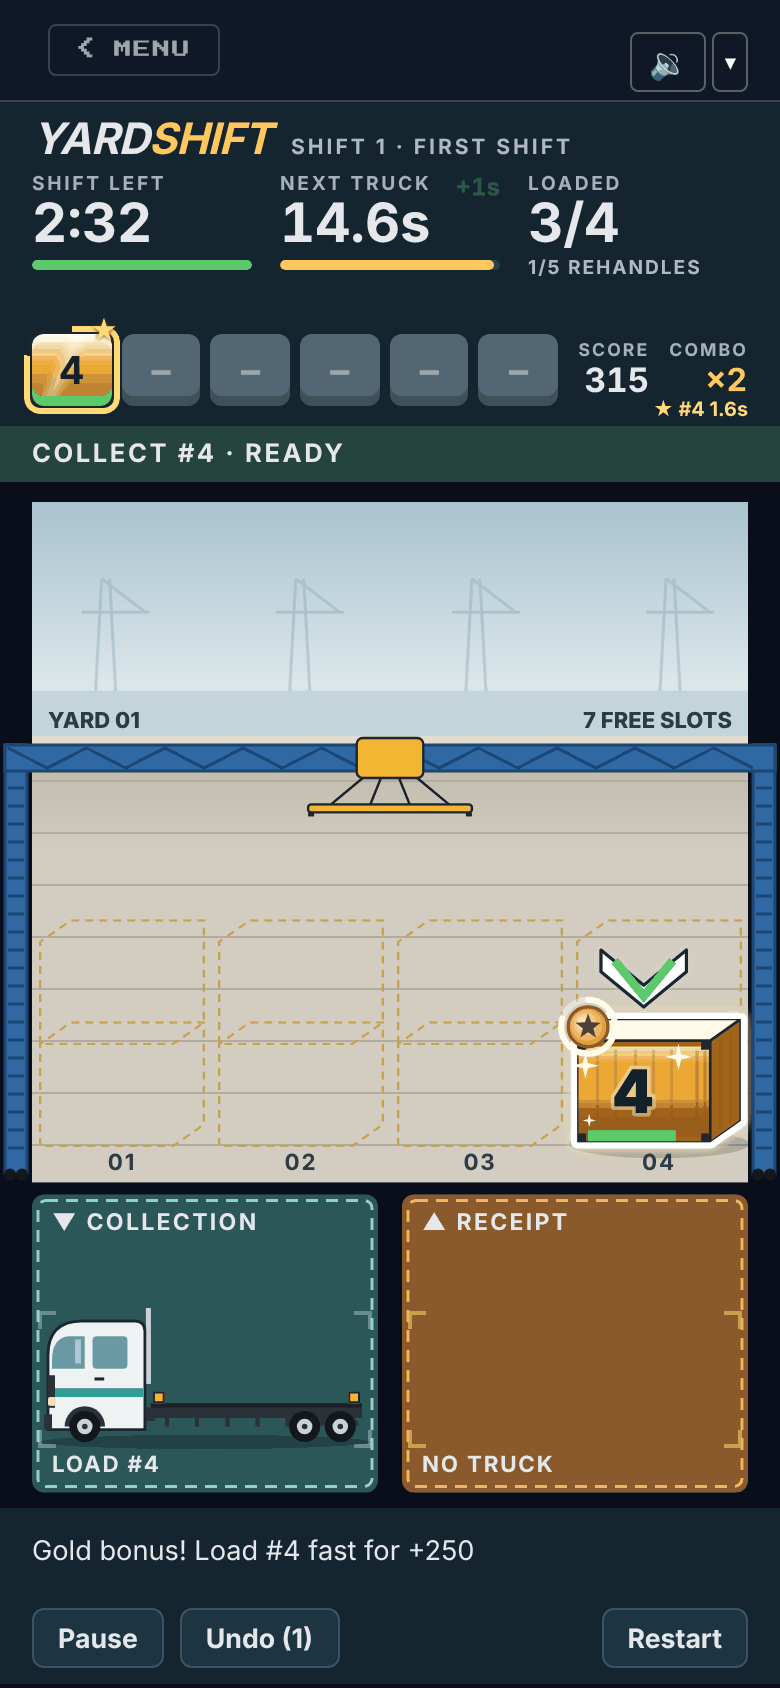 MENU
YARDSHIFT SHIFT 1 · FIRST SHIFT
SHIFT LEFT
2:32
NEXT TRUCK +1s
14.6s
LOADED
3/4
1/5 REHANDLES
4 – – – – –
SCORE
315
COMBO
×2
★ #4 1.6s
COLLECT #4 · READY
YARD 01
7 FREE SLOTS
4
01 02 03 04
▼ COLLECTION
LOAD #4
▲ RECEIPT
NO TRUCK
Gold bonus! Load #4 fast for +250
Pause
Undo (1)
Restart